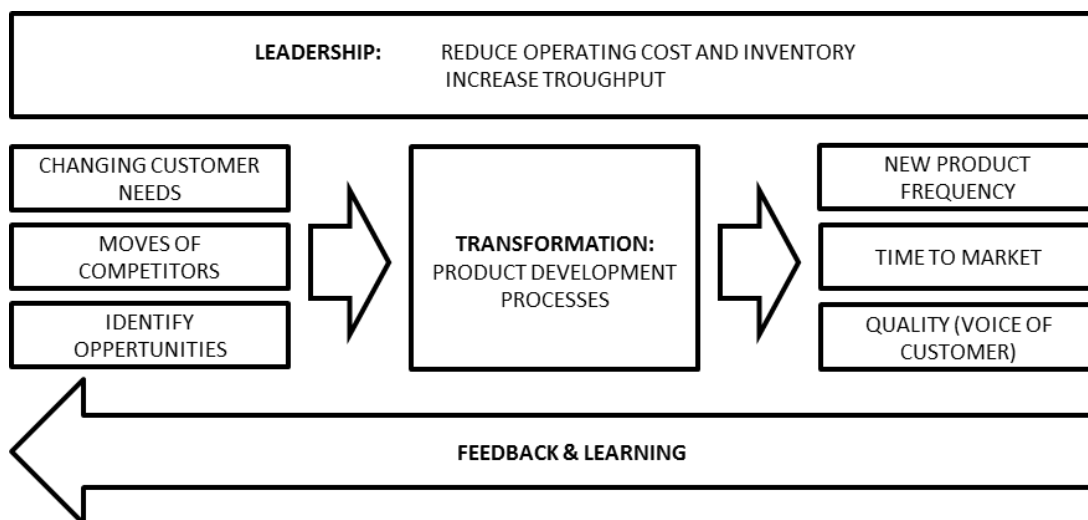 LEADERSHIP: REDUCE OPERATING COST AND INVENTORY
INCREASE TROUGHPUT
CHANGING CUSTOMER
NEEDS
MOVES OF
COMPETITORS
IDENTIFY
OPPERTUNITIES
TRANSFORMATION:
PRODUCT DEVELOPMENT
PROCESSES
NEW PRODUCT
FREQUENCY
TIME TO MARKET
QUALITY (VOICE OF
CUSTOMER)
FEEDBACK & LEARNING